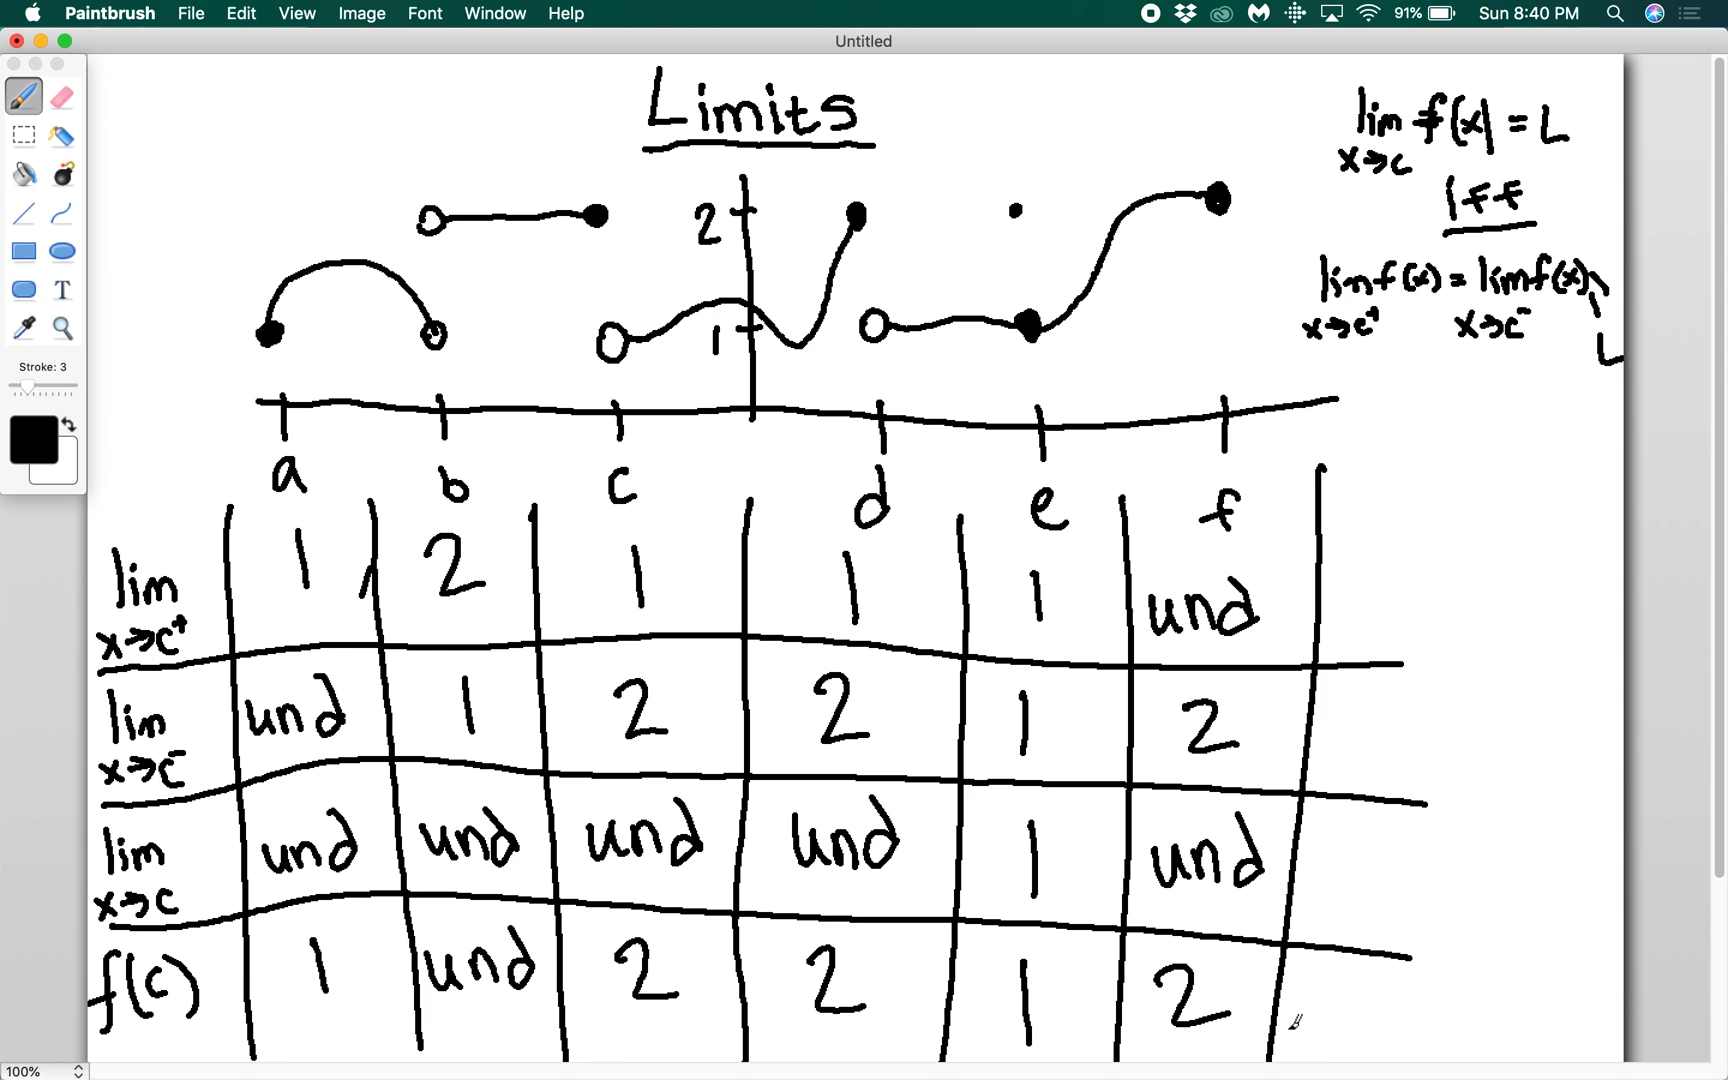 Paintbrush File Edit View Image Font Window Help 91% Sun 8:40 PM
Untitled
Limits
lim f(x) = L
x→c
iff
lim f(x) = lim f(x) = L
x→c⁺ x→c⁻
2
1
T
Stroke: 3
a b c d e f
lim 1 2 1 1 1 und
x→c⁺
lim und 1 2 2 1 2
x→c⁻
lim und und und und 1 und
x→c
f(c) 1 und 2 2 1 2
100%